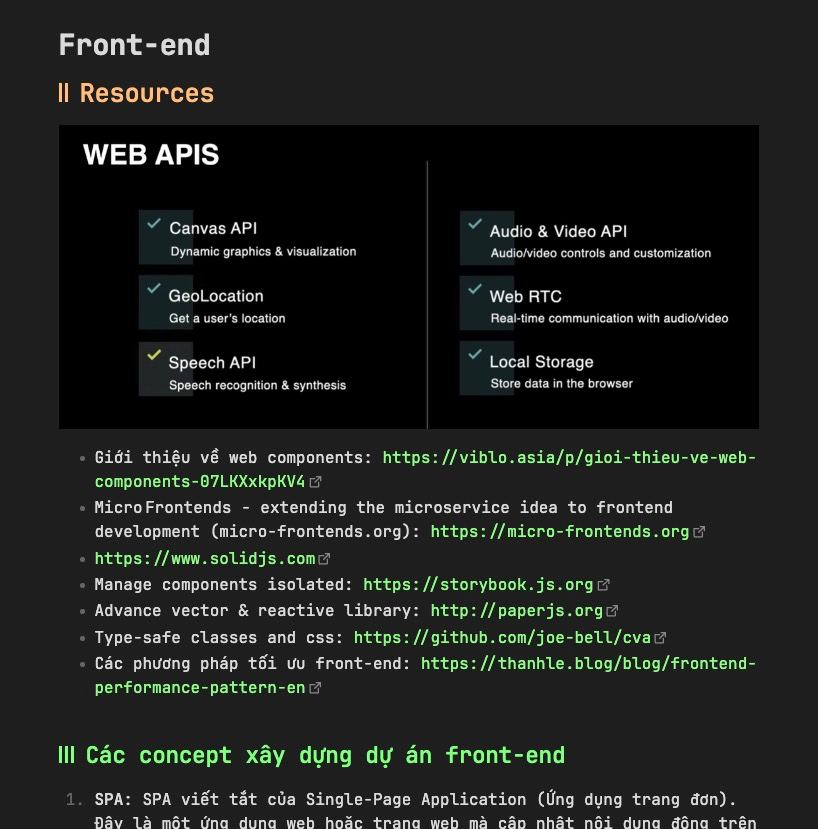 Front-end
Resources
WEB APIS
Canvas API
Dynamic graphics & visualization
GeoLocation
Get a user's location
Speech API
Speech recognition & synthesis
Audio & Video API
Audio/video controls and customization
Web RTC
Real-time communication with audio/video
Local Storage
Store data in the browser
Giới thiệu về web components: https://viblo.asia/p/gioi-thieu-ve-web-
components-07LKXxkpKV4
Micro Frontends - extending the microservice idea to frontend
development (micro-frontends.org): https://micro-frontends.org
https://www.solidjs.com
Manage components isolated: https://storybook.js.org
Advance vector & reactive library: http://paperjs.org
Type-safe classes and css: https://github.com/joe-bell/cva
Các phương pháp tối ưu front-end: https://thanhle.blog/blog/frontend-
performance-pattern-en
Các concept xây dựng dự án front-end
1. SPA: SPA viết tắt của Single-Page Application (Ứng dụng trang đơn).
Đây là một ứng dụng web hoặc trang web mà cập nhật nội dung động trên